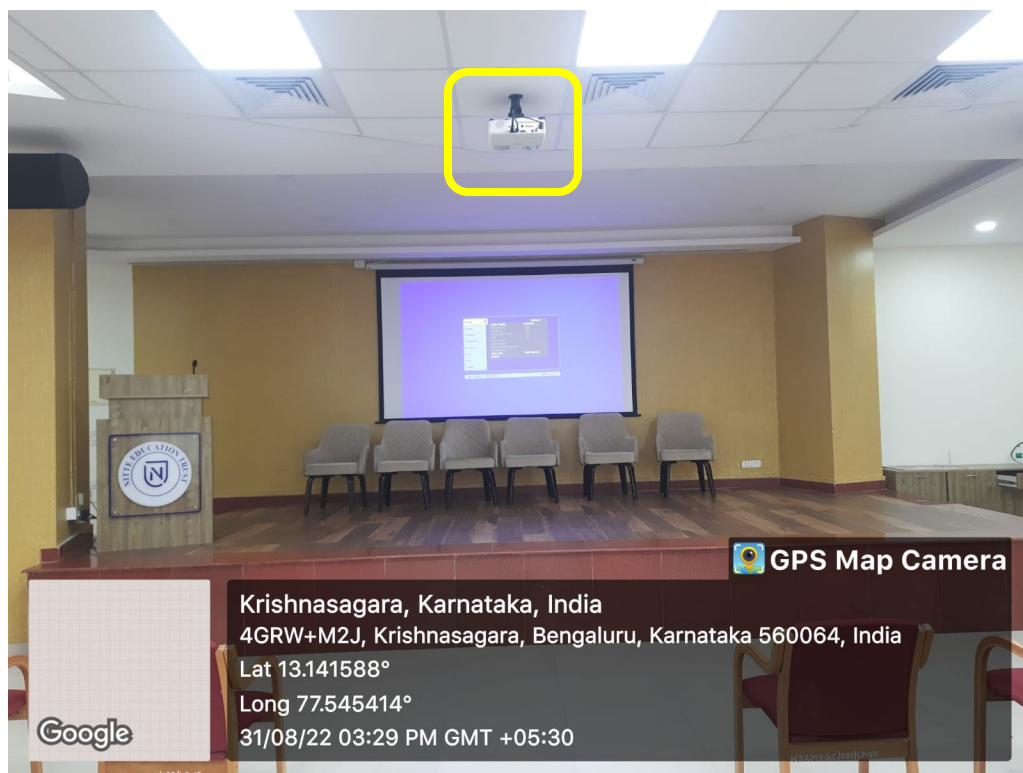 NITTE EDUCATION TRUST
GPS Map Camera
Krishnasagara, Karnataka, India
4GRW+M2J, Krishnasagara, Bengaluru, Karnataka 560064, India
Lat 13.141588°
Long 77.545414°
31/08/22 03:29 PM GMT +05:30
Google